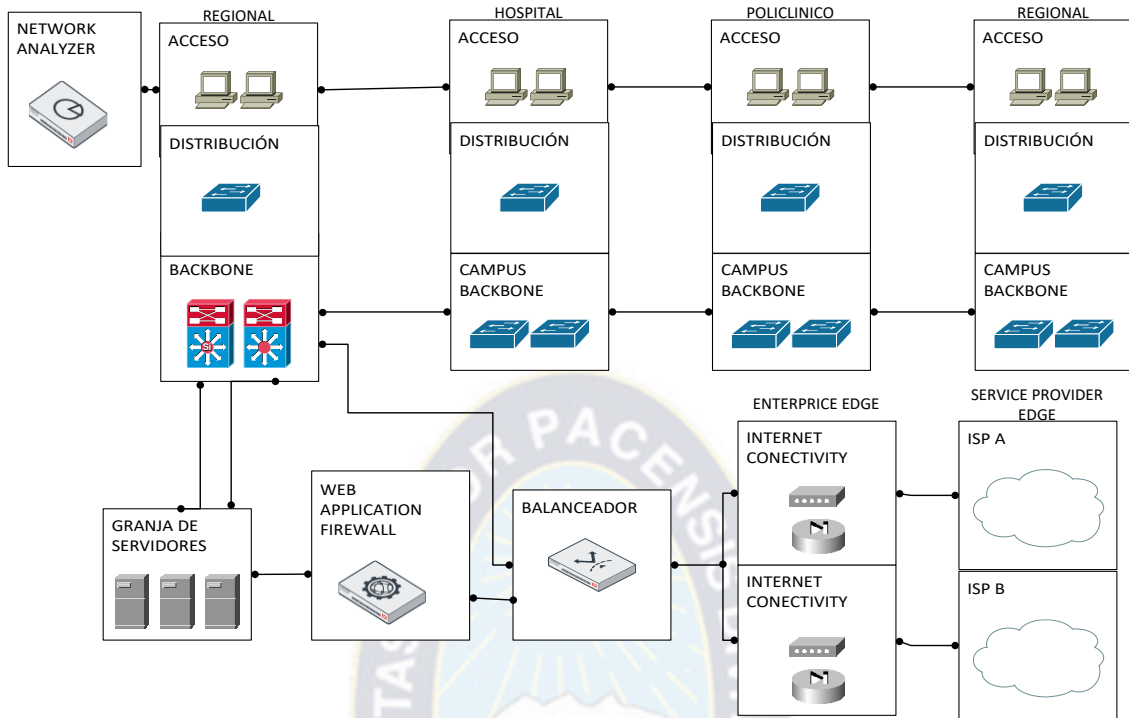 REGIONAL
HOSPITAL
POLICLINICO
REGIONAL
NETWORK
ANALYZER
ACCESO
ACCESO
ACCESO
ACCESO
DISTRIBUCIÓN
DISTRIBUCIÓN
DISTRIBUCIÓN
DISTRIBUCIÓN
BACKBONE
CAMPUS
BACKBONE
CAMPUS
BACKBONE
CAMPUS
BACKBONE
SI
ENTERPRICE EDGE
SERVICE PROVIDER
EDGE
INTERNET
CONECTIVITY
ISP A
GRANJA DE
SERVIDORES
WEB
APPLICATION
FIREWALL
BALANCEADOR
INTERNET
CONECTIVITY
ISP B
PACENSIS